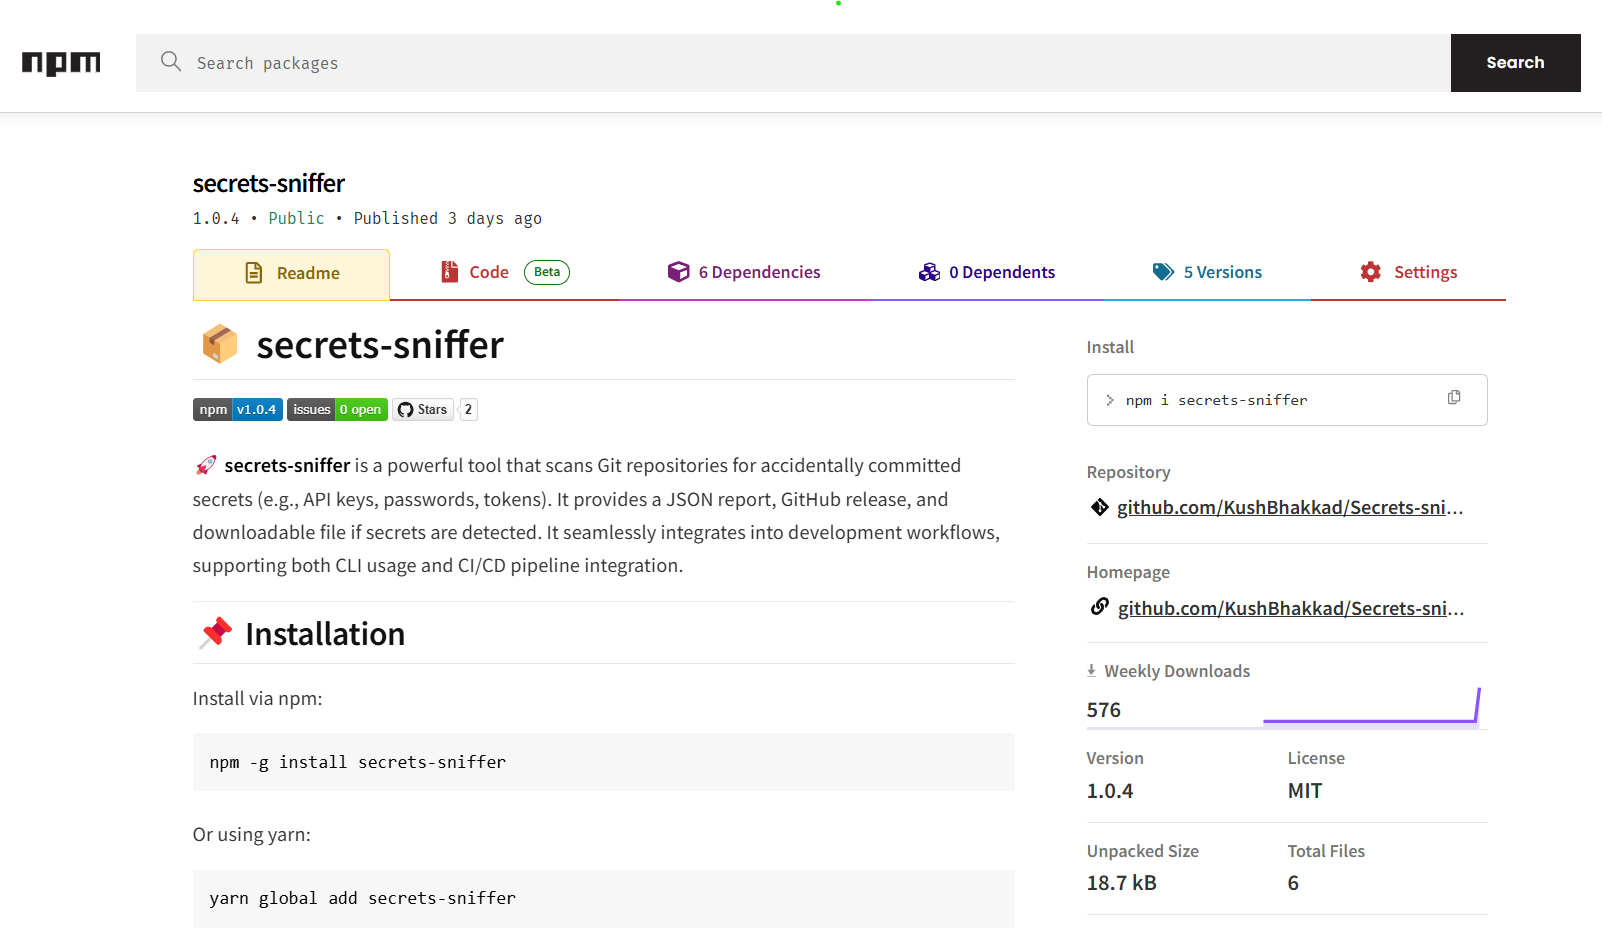 npm
Search packages
Search
secrets-sniffer
1.0.4 • Public • Published 3 days ago
Readme
Code Beta
6 Dependencies
0 Dependents
5 Versions
Settings
secrets-sniffer
npm v1.0.4 issues 0 open Stars 2
secrets-sniffer is a powerful tool that scans Git repositories for accidentally committed
secrets (e.g., API keys, passwords, tokens). It provides a JSON report, GitHub release, and
downloadable file if secrets are detected. It seamlessly integrates into development workflows,
supporting both CLI usage and CI/CD pipeline integration.
Installation
Install via npm:
npm -g install secrets-sniffer
Or using yarn:
yarn global add secrets-sniffer
Install
> npm i secrets-sniffer
Repository
github.com/KushBhakkad/Secrets-sni...
Homepage
github.com/KushBhakkad/Secrets-sni...
Weekly Downloads
576
Version
1.0.4
License
MIT
Unpacked Size
18.7 kB
Total Files
6